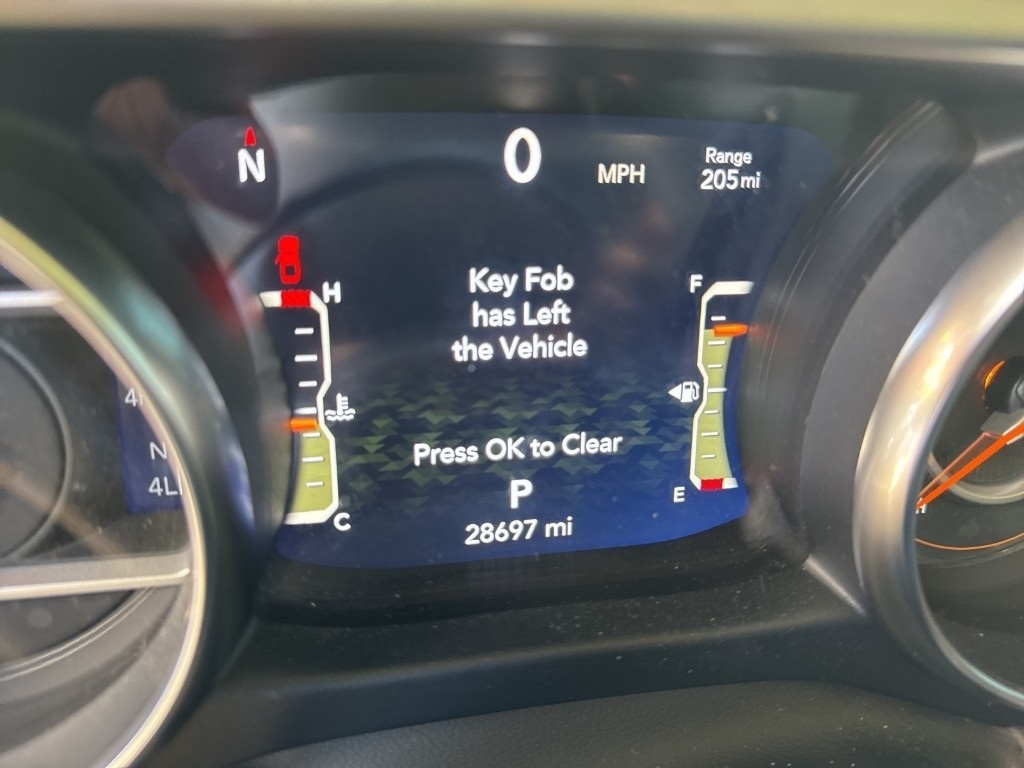 N
0 MPH
Range
205 mi
H
F
Key Fob
has Left
the Vehicle
N
4L
Press OK to Clear
C
E
P
28697 mi